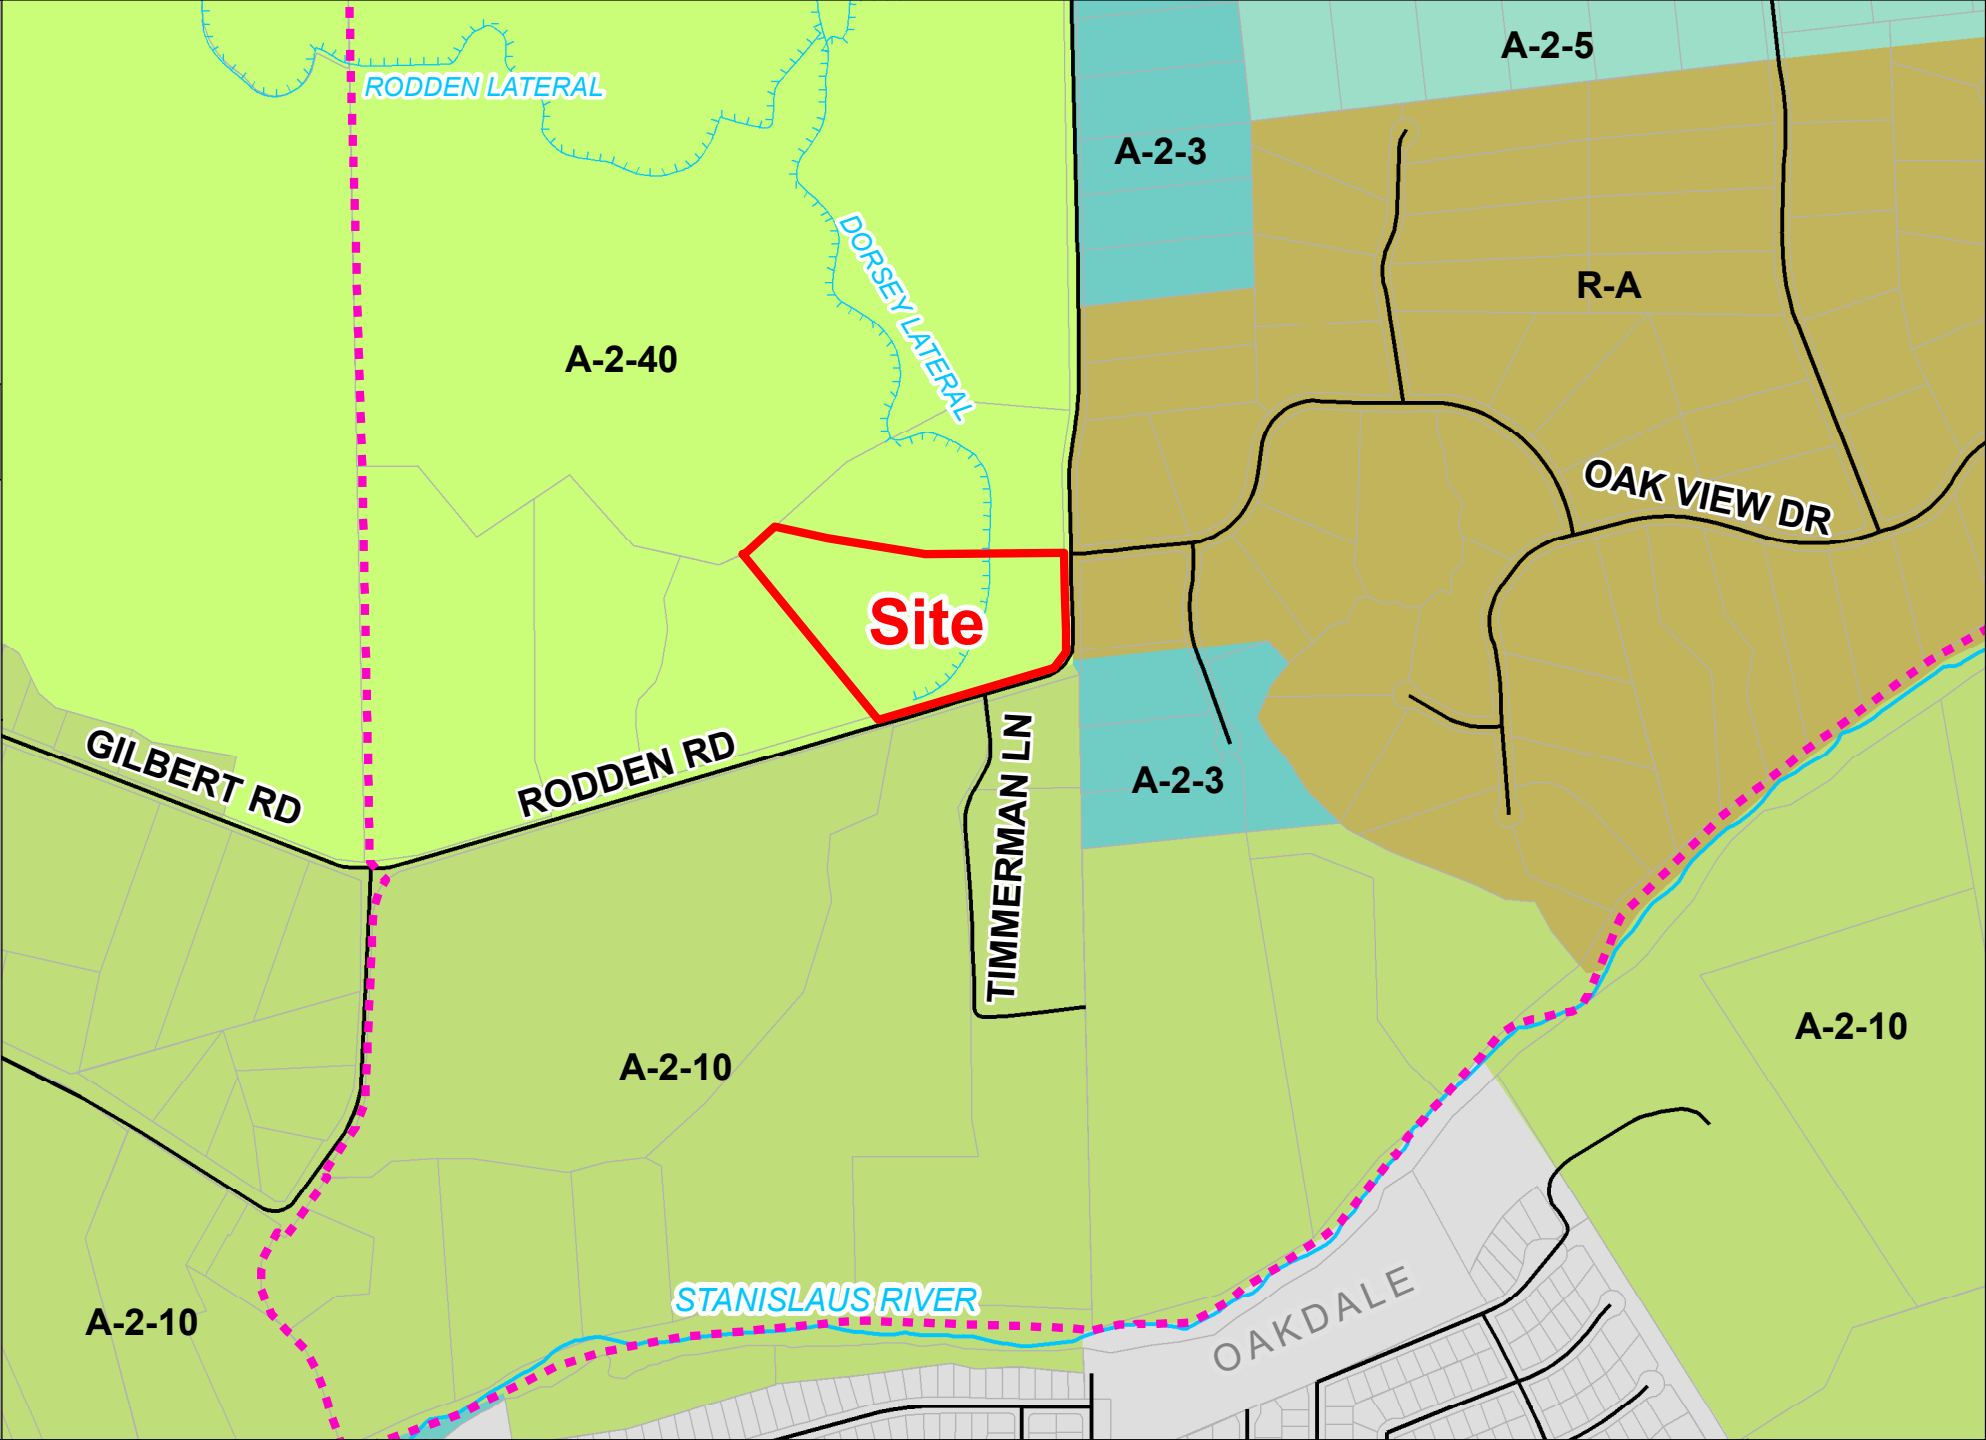 A-2-5
RODDEN LATERAL
A-2-3
DORSEY LATERAL
R-A
A-2-40
OAK VIEW DR
Site
GILBERT RD
RODDEN RD
TIMMERMAN LN
A-2-3
A-2-10
A-2-10
STANISLAUS RIVER
OAKDALE
A-2-10